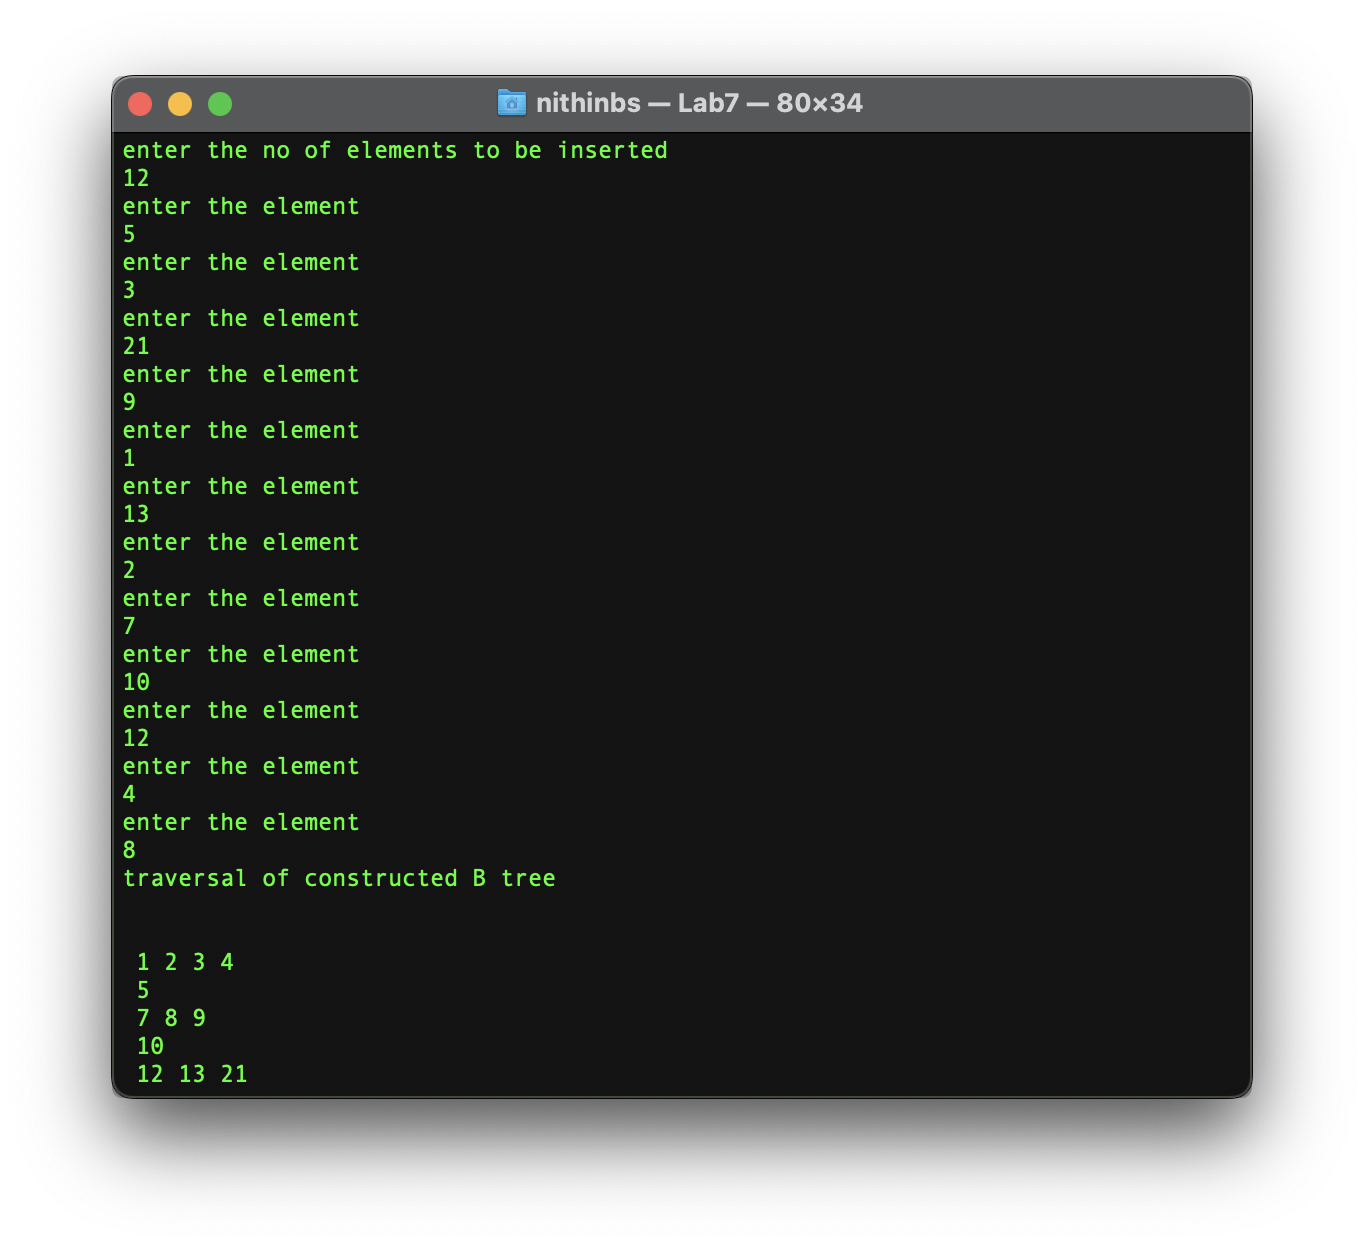 nithinbs — Lab7 — 80×34
enter the no of elements to be inserted
12
enter the element
5
enter the element
3
enter the element
21
enter the element
9
enter the element
1
enter the element
13
enter the element
2
enter the element
7
enter the element
10
enter the element
12
enter the element
4
enter the element
8
traversal of constructed B tree
1 2 3 4
5
7 8 9
10
12 13 21